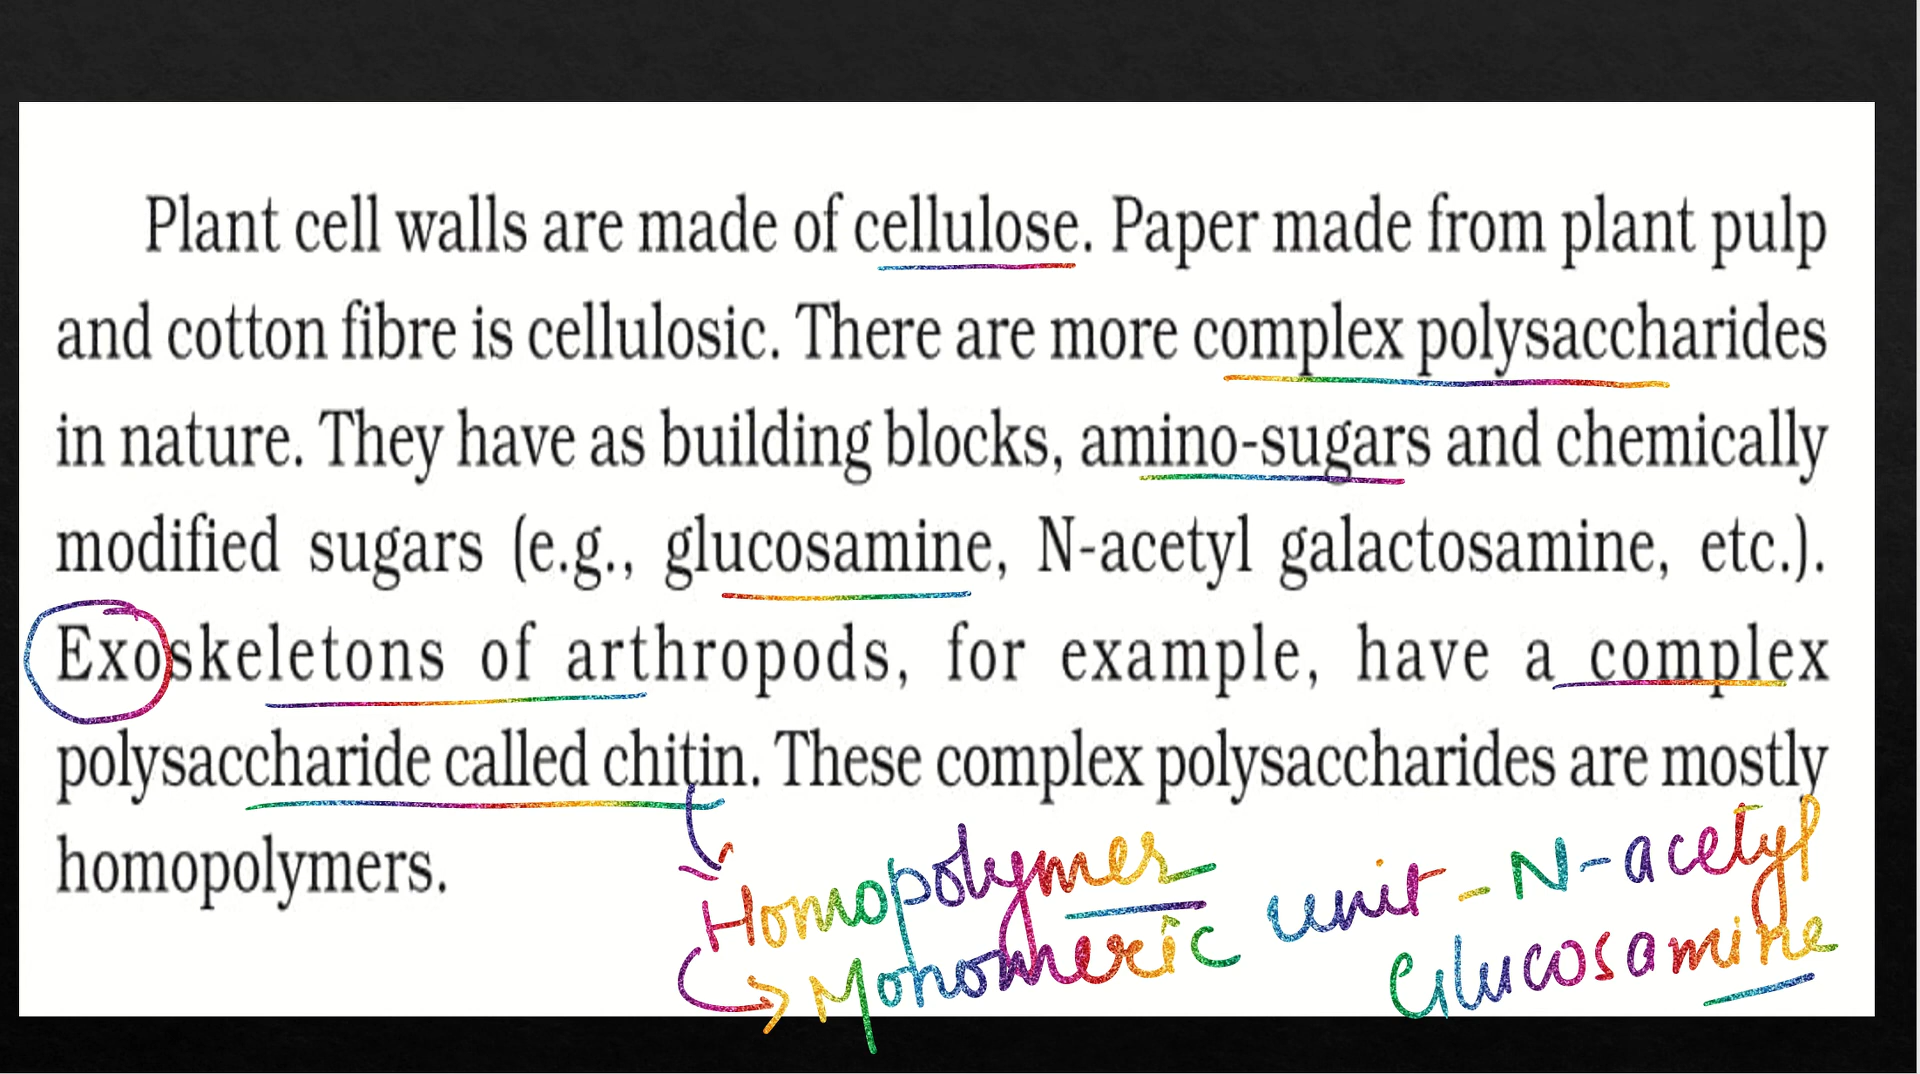 Plant cell walls are made of cellulose. Paper made from plant pulp
and cotton fibre is cellulosic. There are more complex polysaccharides
in nature. They have as building blocks, amino-sugars and chemically
modified sugars (e.g., glucosamine, N-acetyl galactosamine, etc.).
Exoskeletons of arthropods, for example, have a complex
polysaccharide called chitin. These complex polysaccharides are mostly
homopolymers.
Homopolymer
Monomeric unit - N-acetyl
Glucosamine